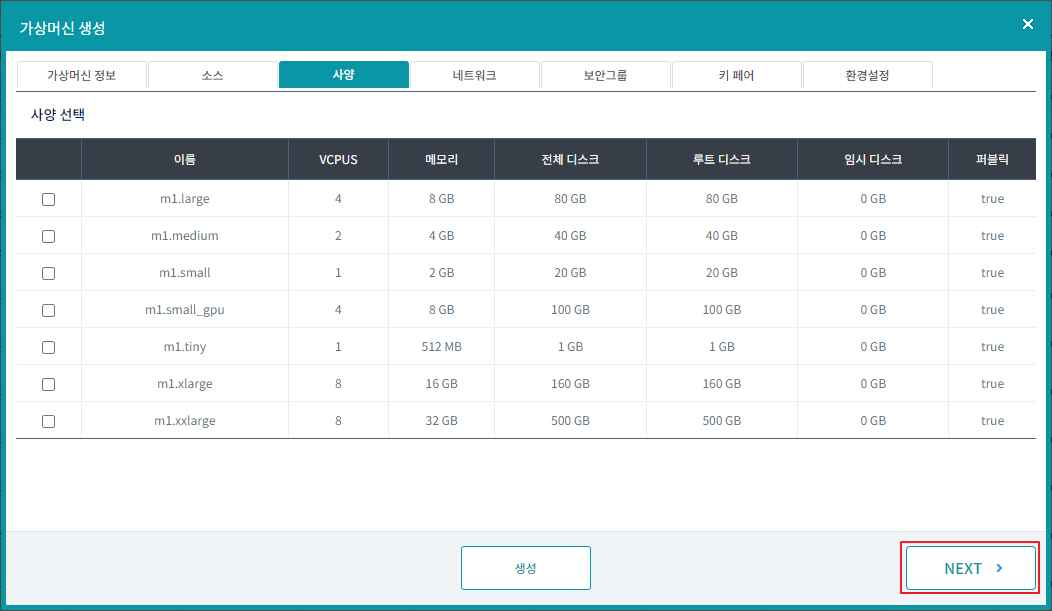 가상머신 생성
가상머신 정보 소스 사양 네트워크 보안그룹 키 페어 환경설정
사양 선택
이름 VCPUS 메모리 전체 디스크 루트 디스크 임시 디스크 퍼블릭
m1.large 4 8 GB 80 GB 80 GB 0 GB true
m1.medium 2 4 GB 40 GB 40 GB 0 GB true
m1.small 1 2 GB 20 GB 20 GB 0 GB true
m1.small_gpu 4 8 GB 100 GB 100 GB 0 GB true
m1.tiny 1 512 MB 1 GB 1 GB 0 GB true
m1.xlarge 8 16 GB 160 GB 160 GB 0 GB true
m1.xxlarge 8 32 GB 500 GB 500 GB 0 GB true
생성 NEXT